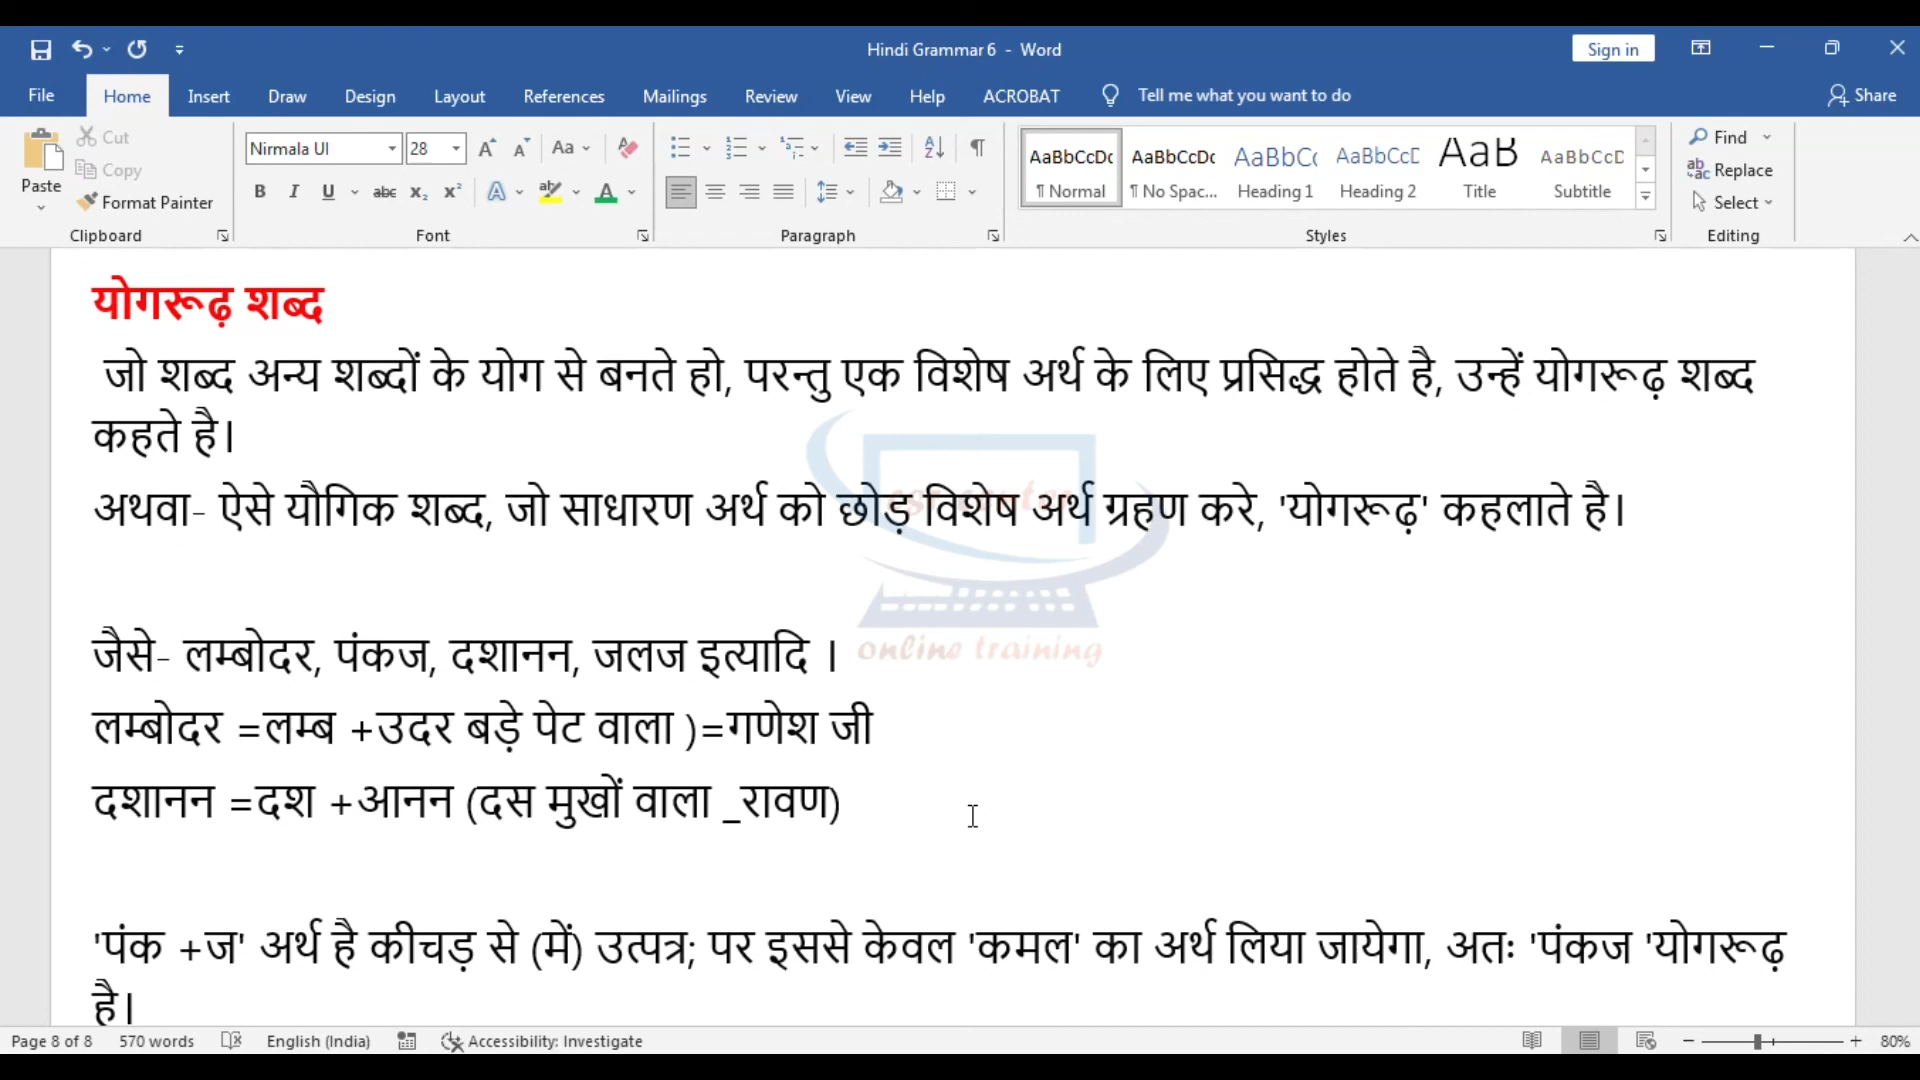 Hindi Grammar 6 - Word
Sign in
File Home Insert Draw Design Layout References Mailings Review View Help ACROBAT Tell me what you want to do Share
Paste Cut Copy Format Painter
Nirmala UI 28
Aa
AaBbCcDc AaBbCcDc AaBbCc AaBbCcD AaB AaBbCcD
¶ Normal ¶ No Spac... Heading 1 Heading 2 Title Subtitle
Find Replace Select
Clipboard Font Paragraph Styles Editing
योगरूढ़ शब्द
जो शब्द अन्य शब्दों के योग से बनते हो, परन्तु एक विशेष अर्थ के लिए प्रसिद्ध होते है, उन्हें योगरूढ़ शब्द
कहते है।
अथवा- ऐसे यौगिक शब्द, जो साधारण अर्थ को छोड़ विशेष अर्थ ग्रहण करे, 'योगरूढ़' कहलाते है।
जैसे- लम्बोदर, पंकज, दशानन, जलज इत्यादि ।
online training
लम्बोदर =लम्ब +उदर बड़े पेट वाला )=गणेश जी
दशानन =दश +आनन (दस मुखों वाला _रावण)
'पंक +ज' अर्थ है कीचड़ से (में) उत्पत्र; पर इससे केवल 'कमल' का अर्थ लिया जायेगा, अतः 'पंकज 'योगरूढ़
है।
Page 8 of 8 570 words English (India) Accessibility: Investigate 80%